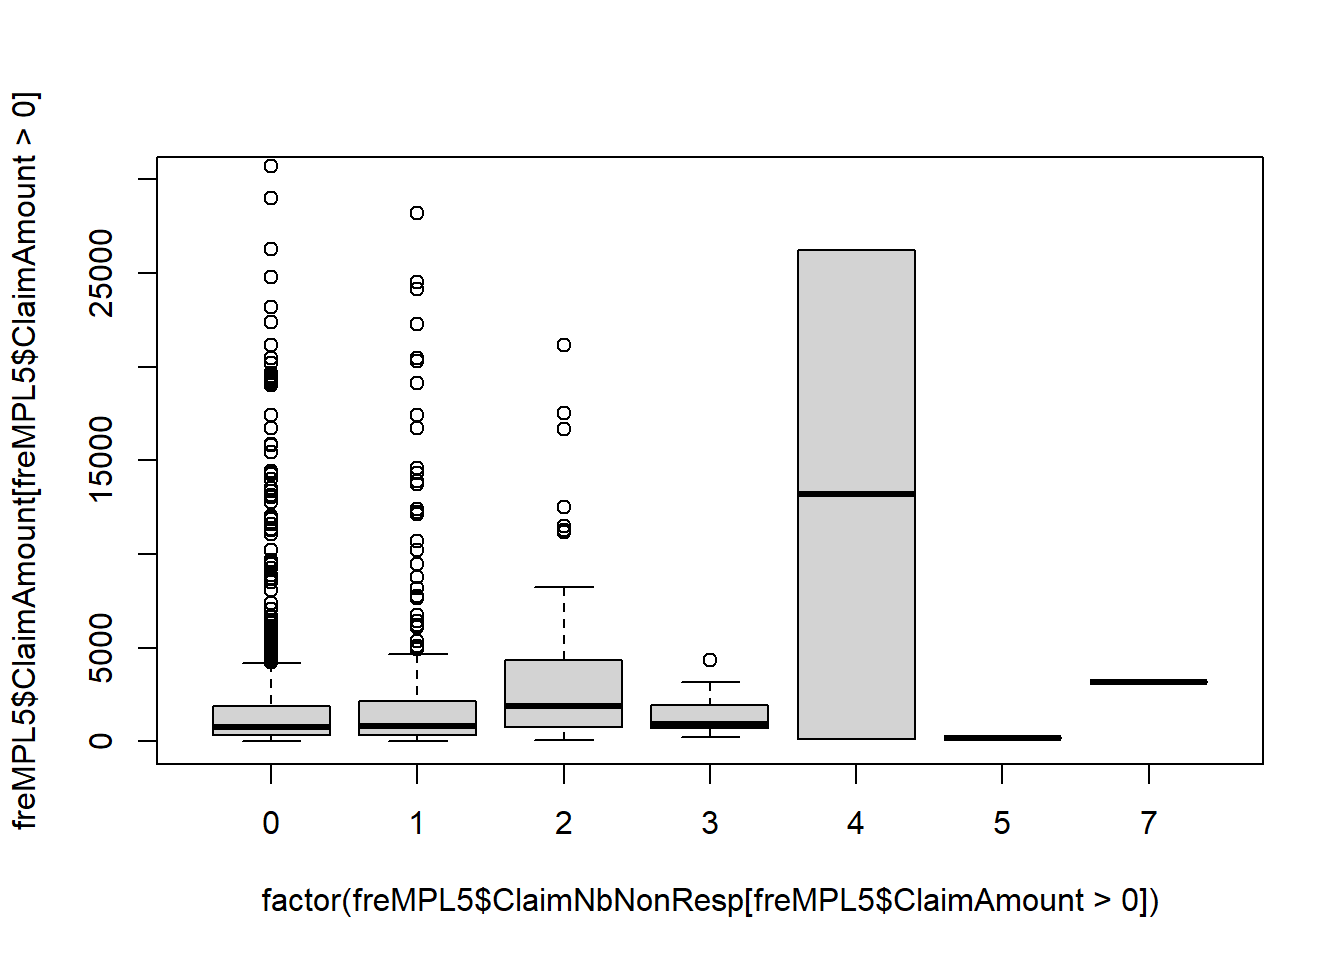 freMPL5$ClaimAmount[freMPL5$ClaimAmount > 0]
25000
15000
5000
0
0 1 2 3 4 5 7
factor(freMPL5$ClaimNbNonResp[freMPL5$ClaimAmount > 0])